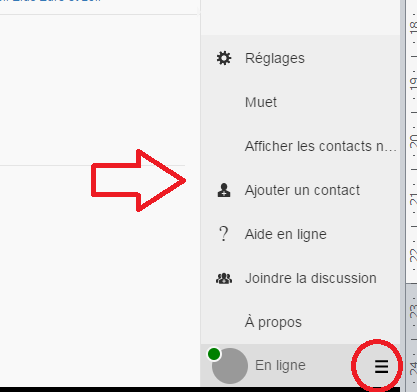 Réglages
Muet
Afficher les contacts n...
Ajouter un contact
? Aide en ligne
Joindre la discussion
À propos
En ligne
18
19
20
21
22
23
24